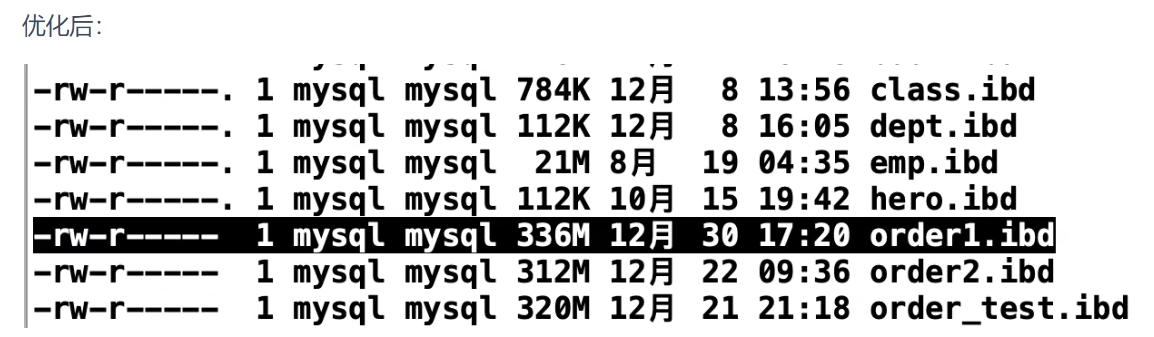 优化后：
-rw-r-----. 1 mysql mysql 784K 12月  8 13:56 class.ibd
-rw-r-----. 1 mysql mysql 112K 12月  8 16:05 dept.ibd
-rw-r-----. 1 mysql mysql  21M 8月  19 04:35 emp.ibd
-rw-r-----. 1 mysql mysql 112K 10月 15 19:42 hero.ibd
-rw-r-----  1 mysql mysql 336M 12月 30 17:20 order1.ibd
-rw-r-----  1 mysql mysql 312M 12月 22 09:36 order2.ibd
-rw-r-----  1 mysql mysql 320M 12月 21 21:18 order_test.ibd